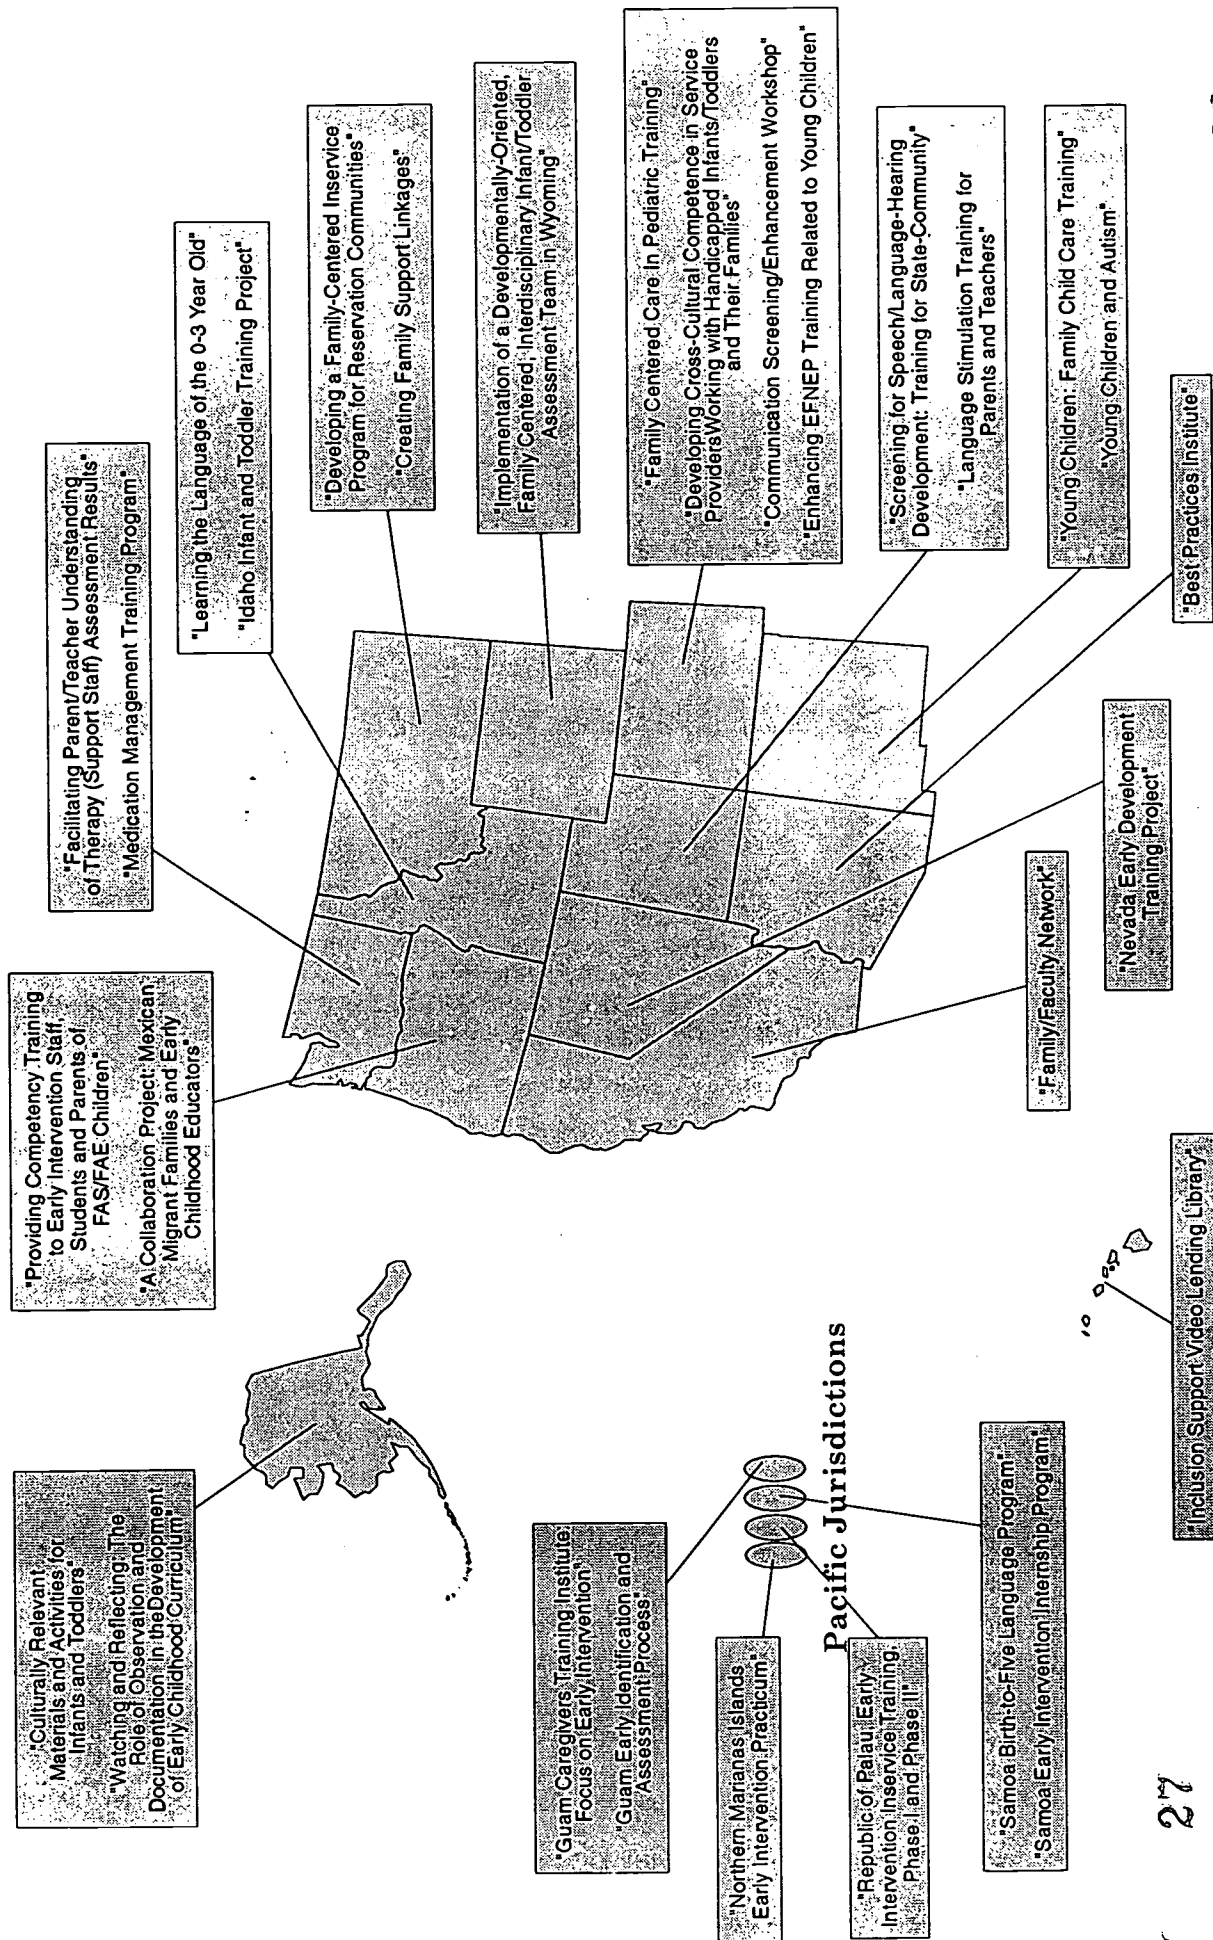 "Culturally Relevant
Materials and Activities for
Infants and Toddlers"
"Watching and Reflecting: The
Role of Observation and
Documentation in theDevelopment
of Early Childhood Curriculum"
"Providing Competency Training
to Early Intervention Staff,
Students and Parents of
FAS/FAE Children"
"A Collaboration Project: Mexican
Migrant Families and Early
Childhood Educators"
"Facilitating Parent/Teacher Understanding
of Therapy (Support Staff) Assessment Results"
"Medication Management Training Program"
"Learning the Language of the 0-3 Year Old"
"Idaho Infant and Toddler Training Project"
"Developing a Family-Centered Inservice
Program for Reservation Communities"
"Creating Family Support Linkages"
"Implementation of a Developmentally-Oriented,
Family-Centered, Interdisciplinary Infant/Toddler
Assessment Team in Wyoming"
"Family Centered Care In Pediatric Training"
"Developing Cross-Cultural Competence in Service
ProvidersWorking with Handicapped Infants/Toddlers
and Their Families"
"Communication Screening/Enhancement Workshop"
"Enhancing EFNEP Training Related to Young Children"
"Screening for Speech/Language-Hearing
Development: Training for State-Community"
"Language Stimulation Training for
Parents and Teachers"
"Young Children: Family Child Care Training"
"Young Children and Autism"
"Best Practices Institute"
"Nevada Early Development
Training Project"
"Family/Faculty Network"
"Inclusion Support Video Lending Library"
"Guam Caregivers Training Institute:
Focus on Early Intervention"
"Guam Early Identification and
Assessment Process"
"Northern Marianas Islands
Early Intervention Practicum"
"Republic of Palau: Early
Intervention Inservice Training,
Phase I and Phase II"
Pacific Jurisdictions
"Samoa Birth-to-Five Language Program"
"Samoa Early Intervention Internship Program"
27